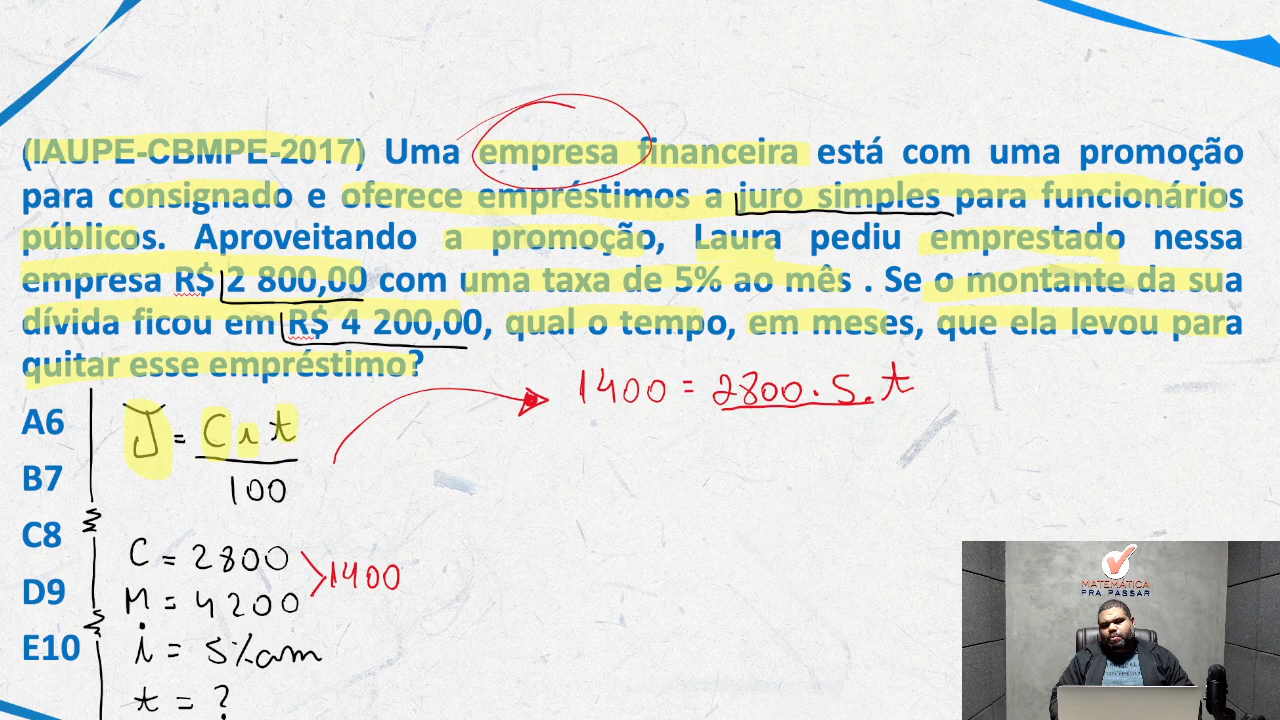 (IAUPE-CBMPE-2017) Uma empresa financeira está com uma promoção
para consignado e oferece empréstimos a juro simples para funcionários
públicos. Aproveitando a promoção, Laura pediu emprestado nessa
empresa R$ 2 800,00 com uma taxa de 5% ao mês . Se o montante da sua
dívida ficou em R$ 4 200,00, qual o tempo, em meses, que ela levou para
quitar esse empréstimo?
1400 = 2800 . 5 . t
A6
B7
C8
D9
E10
J = C i t
100
C = 2800
M = 4200
1400
i = 5% am
t = ?
MATEMÁTICA
PRA PASSAR